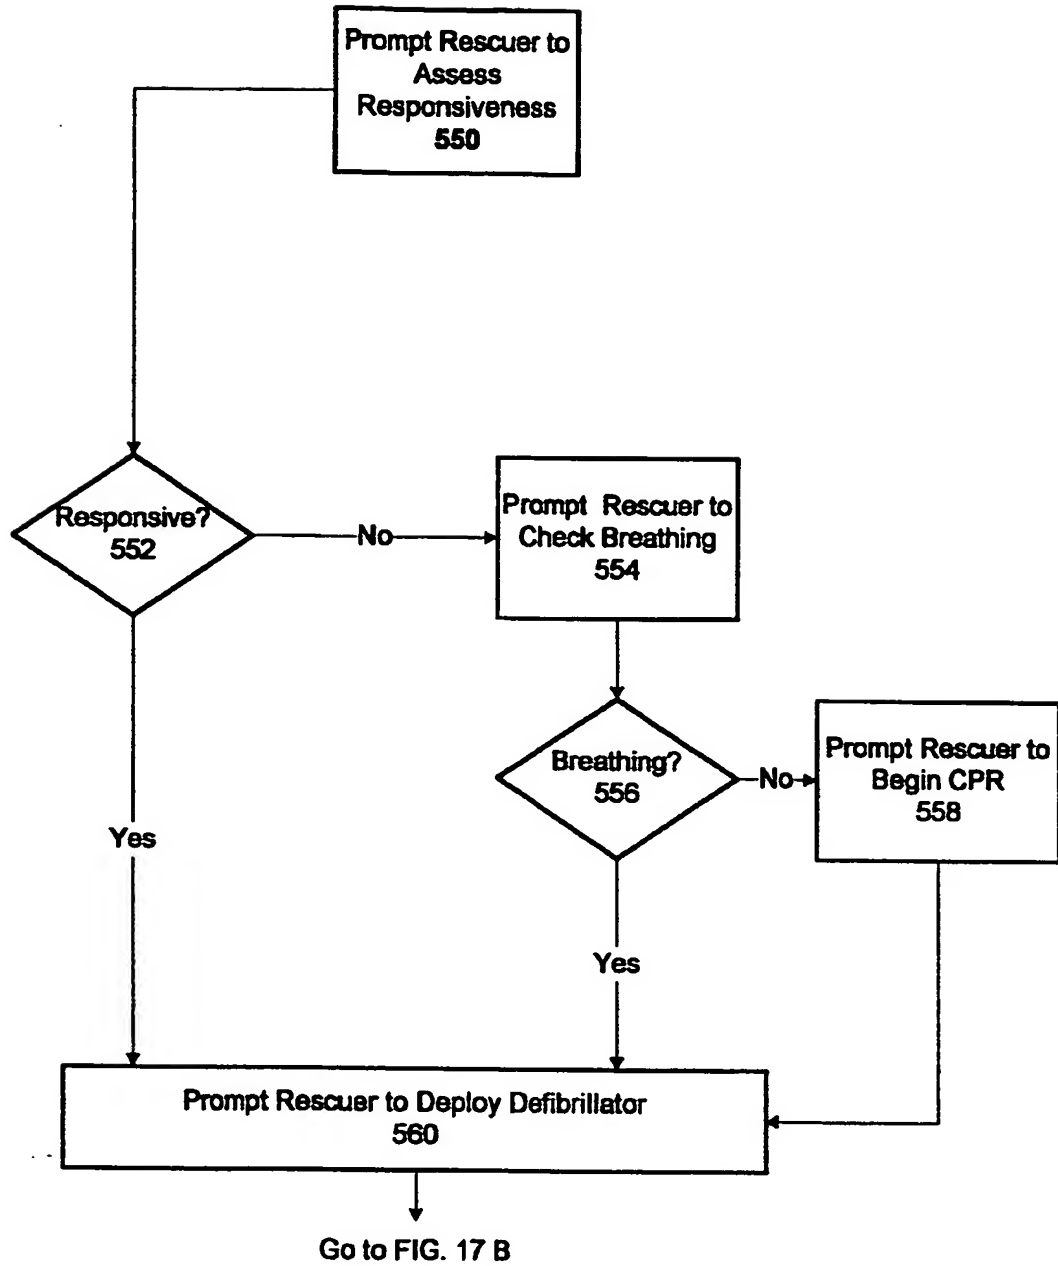 Prompt Rescuer to
Assess
Responsiveness
550
Responsive?
552
No
Prompt Rescuer to
Check Breathing
554
Breathing?
556
No
Prompt Rescuer to
Begin CPR
558
Yes
Yes
Prompt Rescuer to Deploy Defibrillator
560
Go to FIG. 17 B